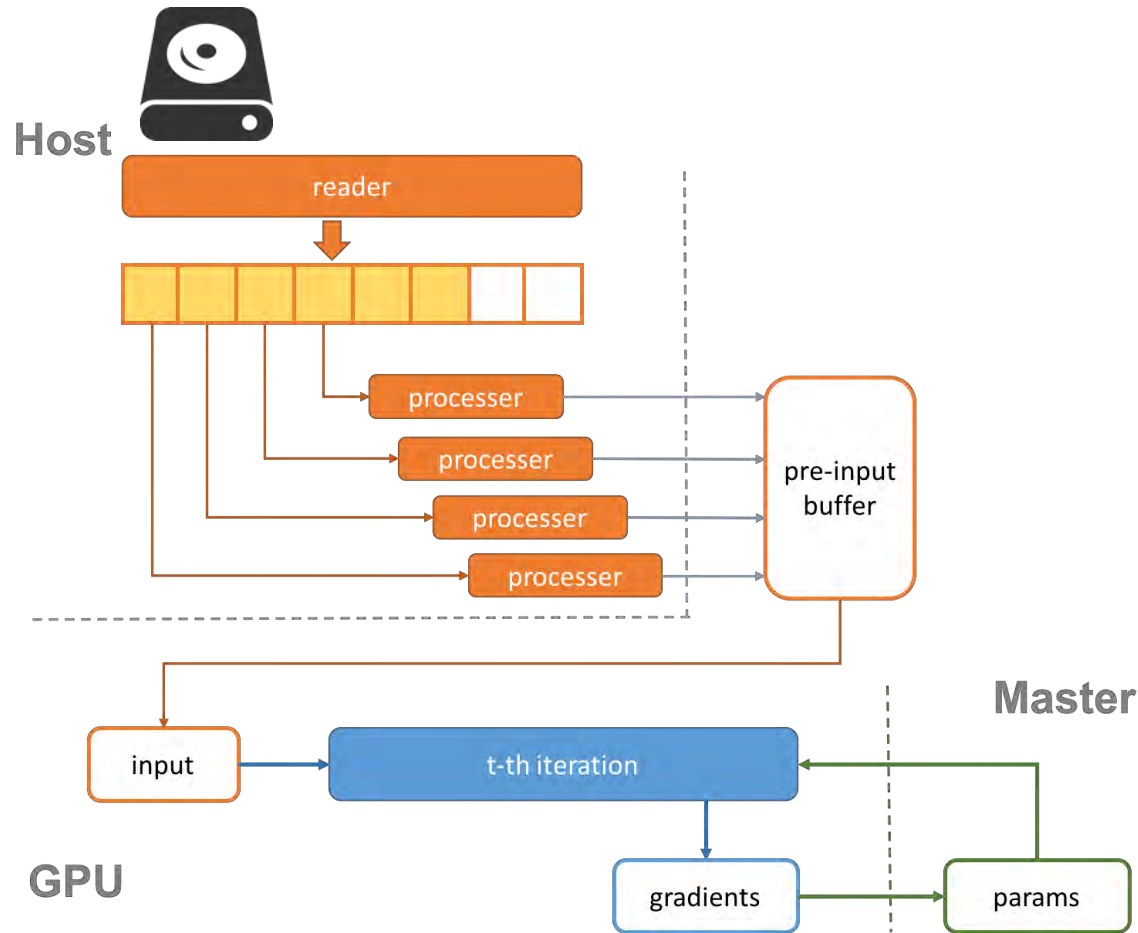 Host
reader
processer
processer
processer
processer
pre-input
buffer
Master
input
t-th iteration
GPU
gradients
params